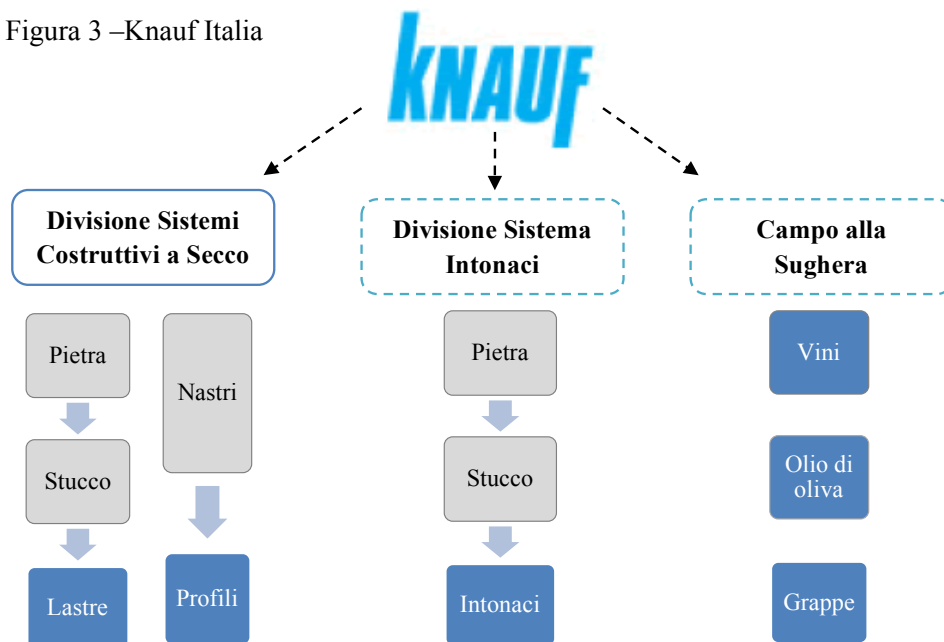 Figura 3 –Knauf Italia
KNAUF
Divisione Sistemi
Costruttivi a Secco
Divisione Sistema
Intonaci
Campo alla
Sughera
Pietra
Nastri
Stucco
Lastre
Profili
Pietra
Stucco
Intonaci
Vini
Olio di
oliva
Grappe